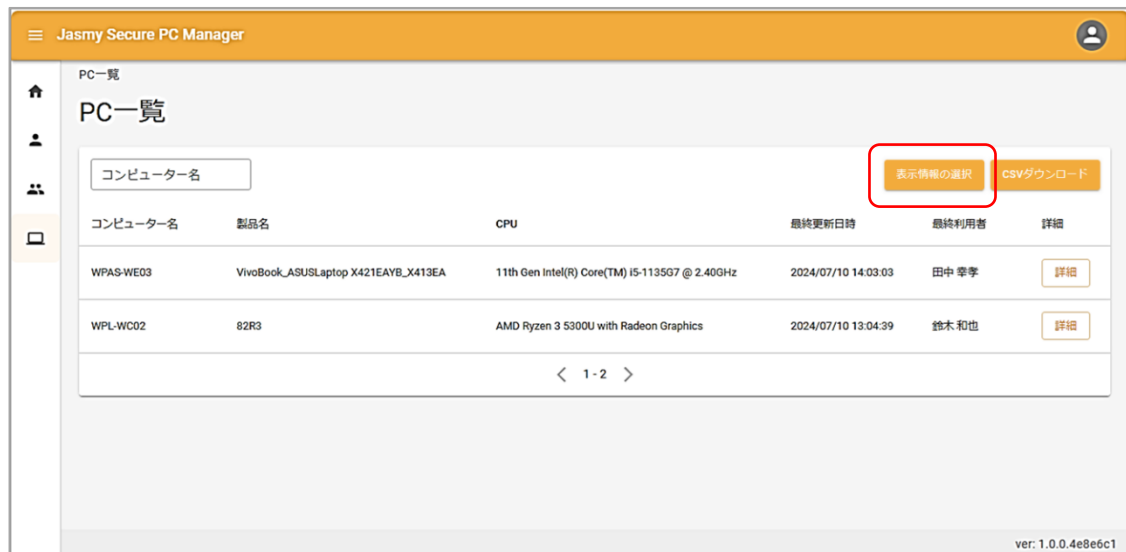 Jasmy Secure PC Manager
PC一覧
PC一覧
コンピューター名 表示情報の選択 CSVダウンロード
コンピューター名 製品名 CPU 最終更新日時 最終利用者 詳細
WPAS-WE03 VivoBook_ASUSLaptop X421EAYB_X413EA 11th Gen Intel(R) Core(TM) i5-1135G7 @ 2.40GHz 2024/07/10 14:03:03 田中 幸孝 詳細
WPL-WC02 82R3 AMD Ryzen 3 5300U with Radeon Graphics 2024/07/10 13:04:39 鈴木 和也 詳細
1 - 2
ver: 1.0.0.4e8e6c1